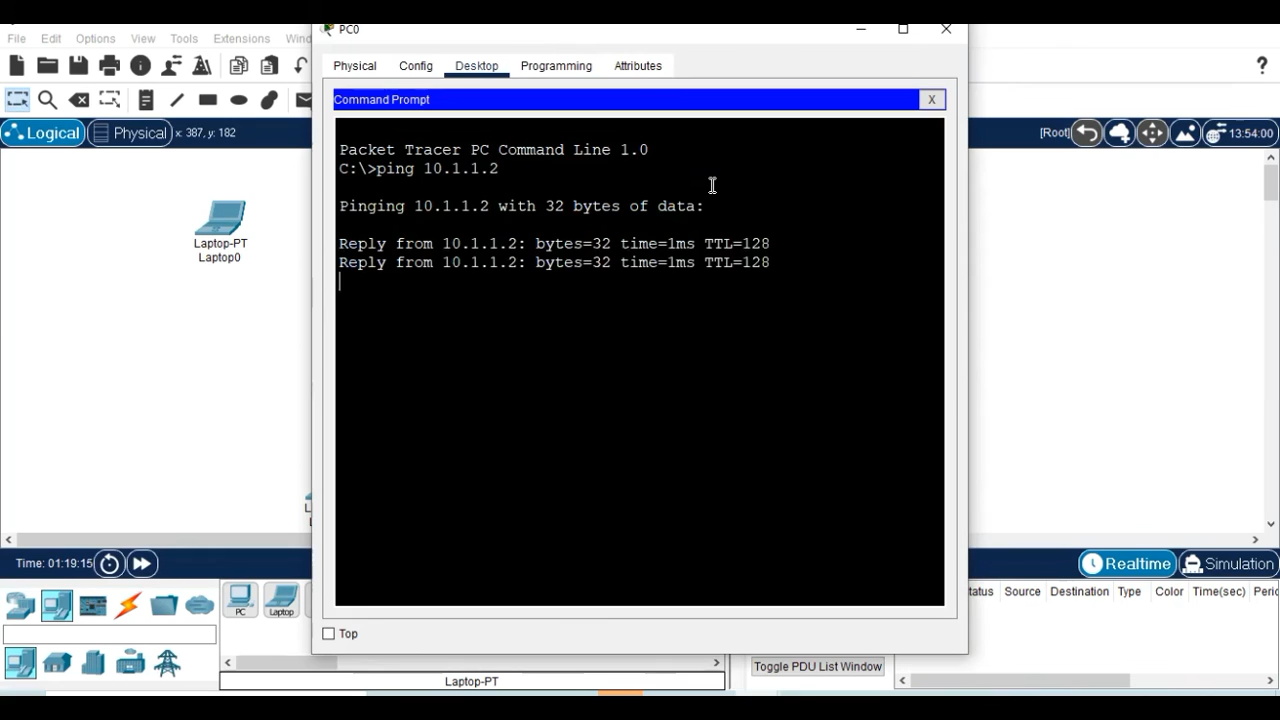 PC0
File Edit Options View Tools Extensions Wind
Physical Config Desktop Programming Attributes
?
Command Prompt X
Logical Physical x: 387, y: 182
[Root] 13:54:00
Packet Tracer PC Command Line 1.0
C:\>ping 10.1.1.2
Pinging 10.1.1.2 with 32 bytes of data:
Reply from 10.1.1.2: bytes=32 time=1ms TTL=128
Reply from 10.1.1.2: bytes=32 time=1ms TTL=128
Laptop-PT
Laptop0
Time: 01:19:15
Realtime Simulation
PC Laptop
tatus Source Destination Type Color Time(sec) Perio
Top
Toggle PDU List Window
Laptop-PT